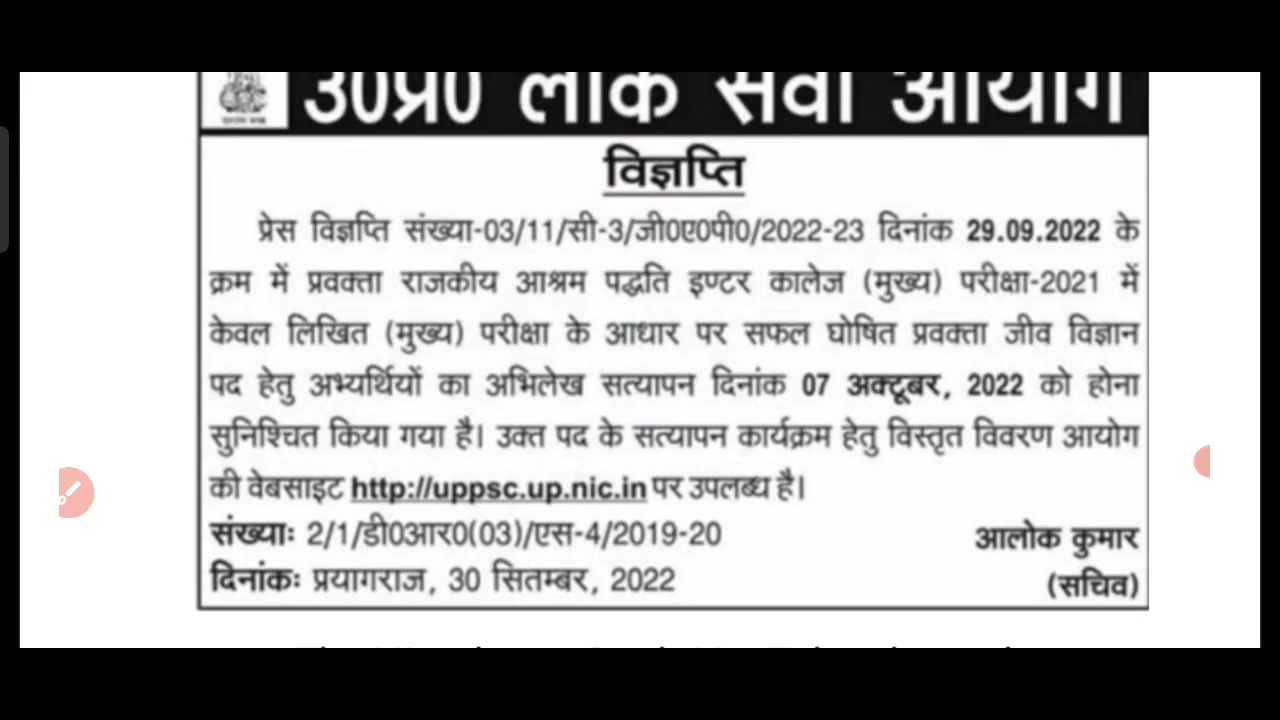 उ0प्र0 लोक सेवा आयोग
विज्ञप्ति
प्रेस विज्ञप्ति संख्या-03/11/सी-3/जी0ए0पी0/2022-23 दिनांक 29.09.2022 के
क्रम में प्रवक्ता राजकीय आश्रम पद्धति इण्टर कालेज (मुख्य) परीक्षा-2021 में
केवल लिखित (मुख्य) परीक्षा के आधार पर सफल घोषित प्रवक्ता जीव विज्ञान
पद हेतु अभ्यर्थियों का अभिलेख सत्यापन दिनांक 07 अक्टूबर, 2022 को होना
सुनिश्चित किया गया है। उक्त पद के सत्यापन कार्यक्रम हेतु विस्तृत विवरण आयोग
की वेबसाइट http://uppsc.up.nic.in पर उपलब्ध है।
संख्याः 2/1/डी0आर0(03)/एस-4/2019-20
आलोक कुमार
दिनांकः प्रयागराज, 30 सितम्बर, 2022
(सचिव)